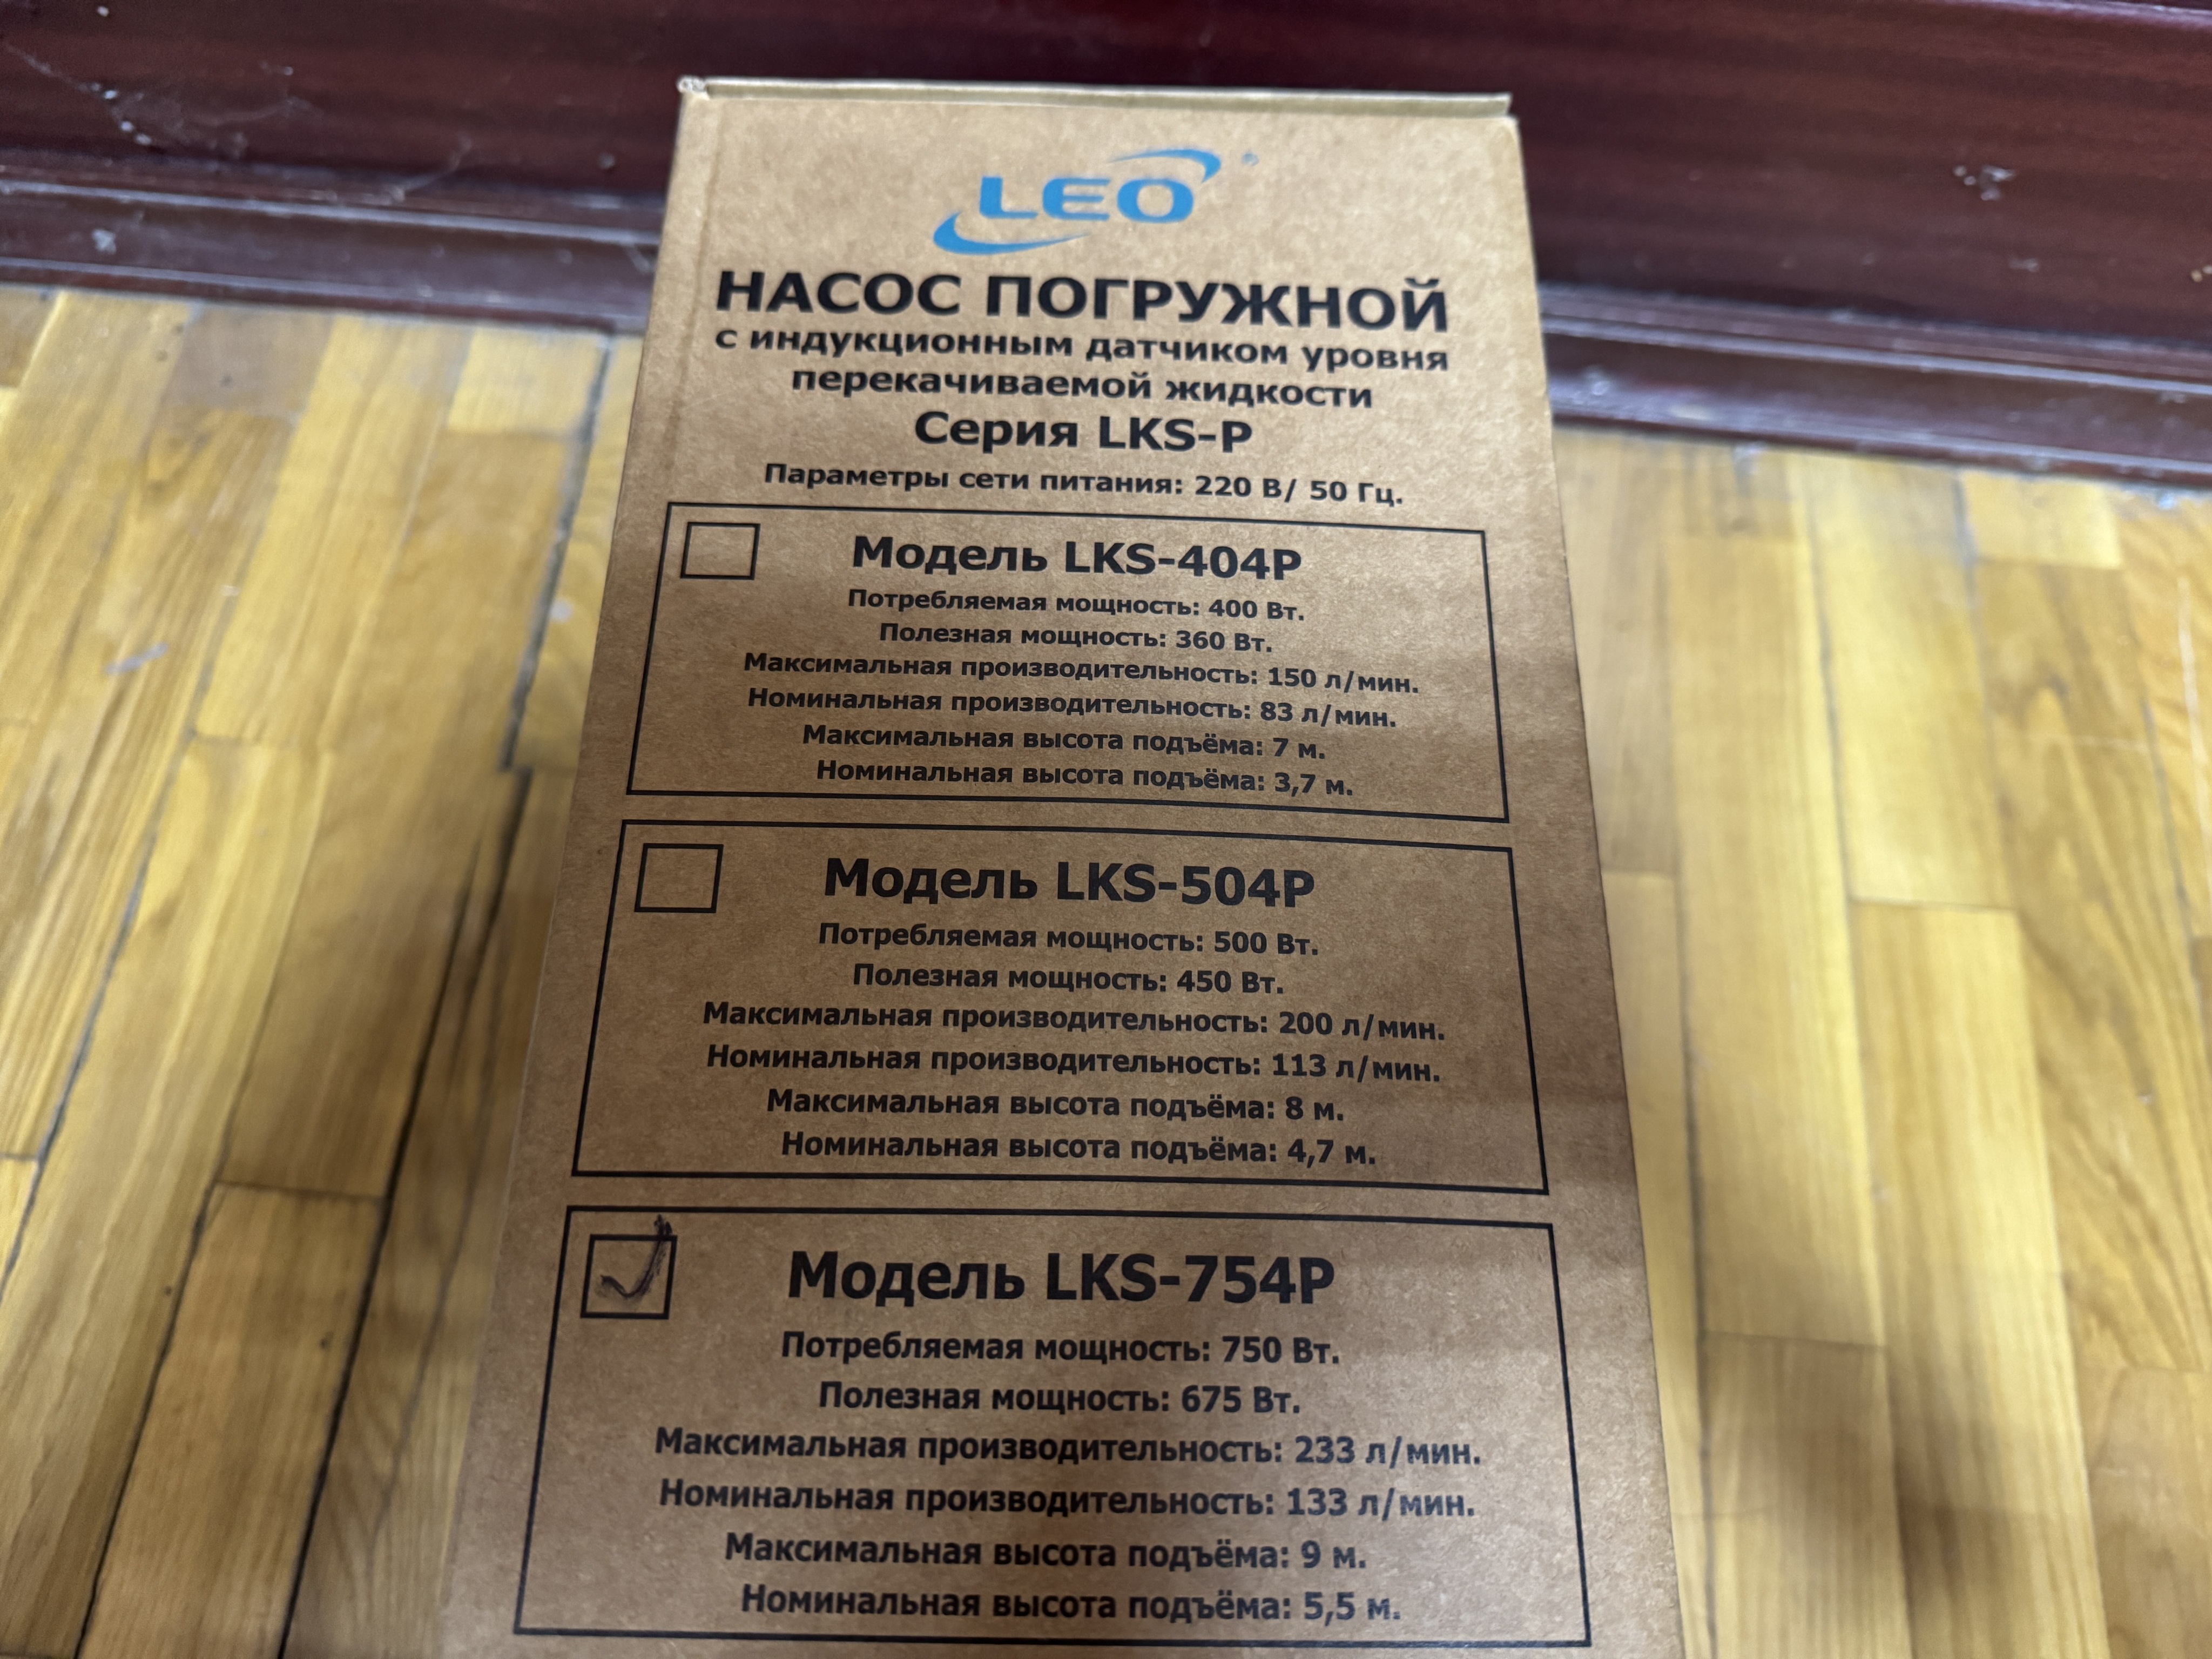 LEO
НАСОС ПОГРУЖНОЙ
с индукционным датчиком уровня
перекачиваемой жидкости
Серия LKS-P
Параметры сети питания: 220 В/ 50 Гц.
Модель LKS-404P
Потребляемая мощность: 400 Вт.
Полезная мощность: 360 Вт.
Максимальная производительность: 150 л/мин.
Номинальная производительность: 83 л/мин.
Максимальная высота подъёма: 7 м.
Номинальная высота подъёма: 3,7 м.
Модель LKS-504P
Потребляемая мощность: 500 Вт.
Полезная мощность: 450 Вт.
Максимальная производительность: 200 л/мин.
Номинальная производительность: 113 л/мин.
Максимальная высота подъёма: 8 м.
Номинальная высота подъёма: 4,7 м.
Модель LKS-754P
Потребляемая мощность: 750 Вт.
Полезная мощность: 675 Вт.
Максимальная производительность: 233 л/мин.
Номинальная производительность: 133 л/мин.
Максимальная высота подъёма: 9 м.
Номинальная высота подъёма: 5,5 м.